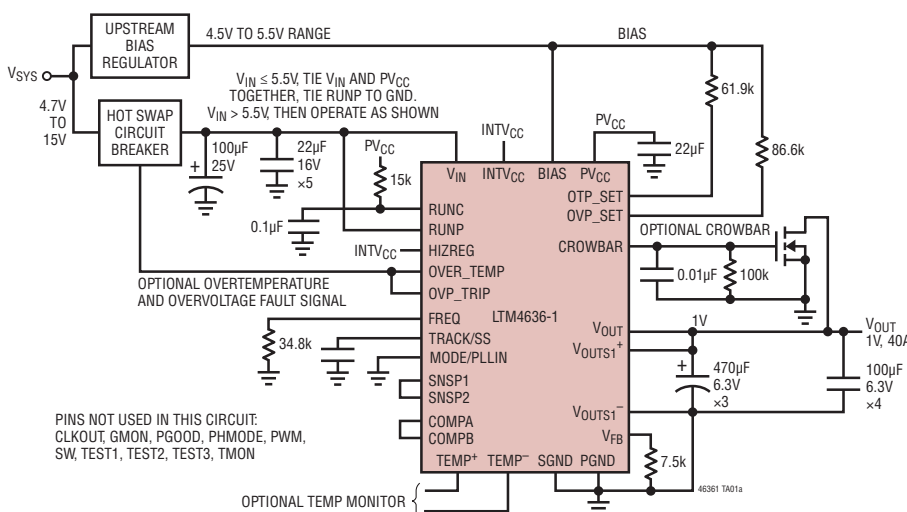 UPSTREAM
BIAS
REGULATOR
4.5V TO 5.5V RANGE
BIAS
VSYS
4.7V
TO
15V
HOT SWAP
CIRCUIT
BREAKER
VIN ≤ 5.5V, TIE VIN AND PVCC
TOGETHER, TIE RUNP TO GND.
VIN > 5.5V, THEN OPERATE AS SHOWN
61.9k
86.6k
+
100µF
25V
22µF
16V
×5
PVCC
15k
INTVCC
PVCC
22µF
0.1µF
VIN
INTVCC
BIAS
PVCC
OTP_SET
OVP_SET
CROWBAR
OPTIONAL CROWBAR
0.01µF
100k
RUNC
RUNP
INTVCC
HIZREG
OVER_TEMP
OVP_TRIP
OPTIONAL OVERTEMPERATURE
AND OVERVOLTAGE FAULT SIGNAL
LTM4636-1
FREQ
34.8k
TRACK/SS
MODE/PLLIN
SNSP1
SNSP2
COMPA
COMPB
VOUT
1V
VOUTS1+
VOUT
1V, 40A
+
470µF
6.3V
×3
100µF
6.3V
×4
VOUTS1–
VFB
7.5k
PINS NOT USED IN THIS CIRCUIT:
CLKOUT, GMON, PGOOD, PHMODE, PWM,
SW, TEST1, TEST2, TEST3, TMON
TEMP+
TEMP–
SGND
PGND
46361 TA01a
OPTIONAL TEMP MONITOR